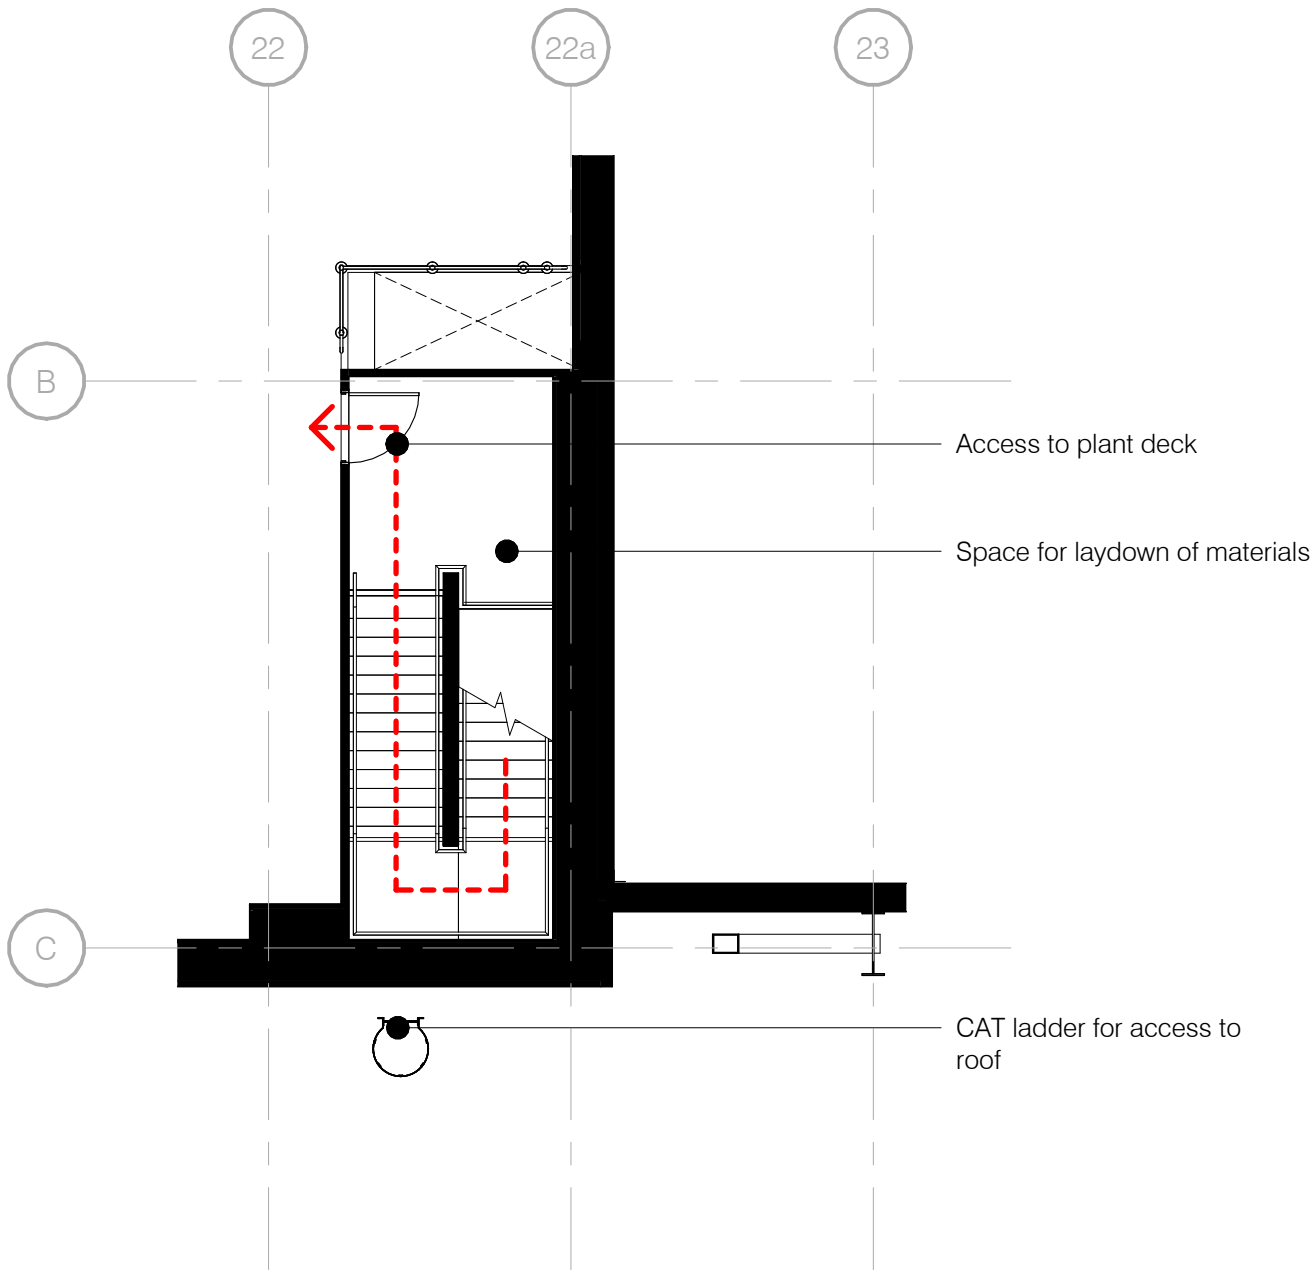 22
22a
23
B
Access to plant deck
Space for laydown of materials
C
CAT ladder for access to
roof